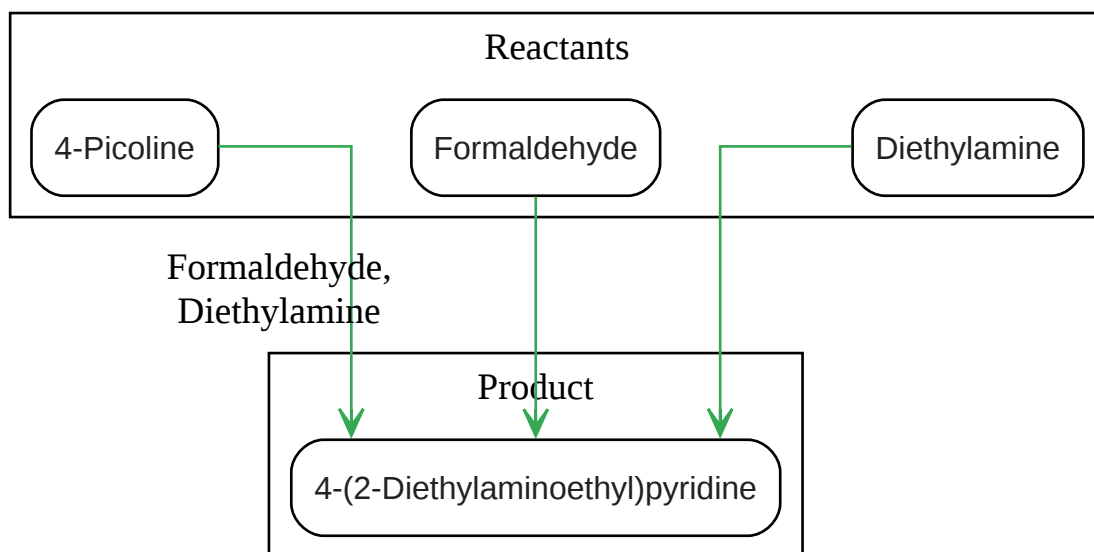 Reactants
4-Picoline
Formaldehyde
Diethylamine
Formaldehyde,
Diethylamine
Product
4-(2-Diethylaminoethyl)pyridine